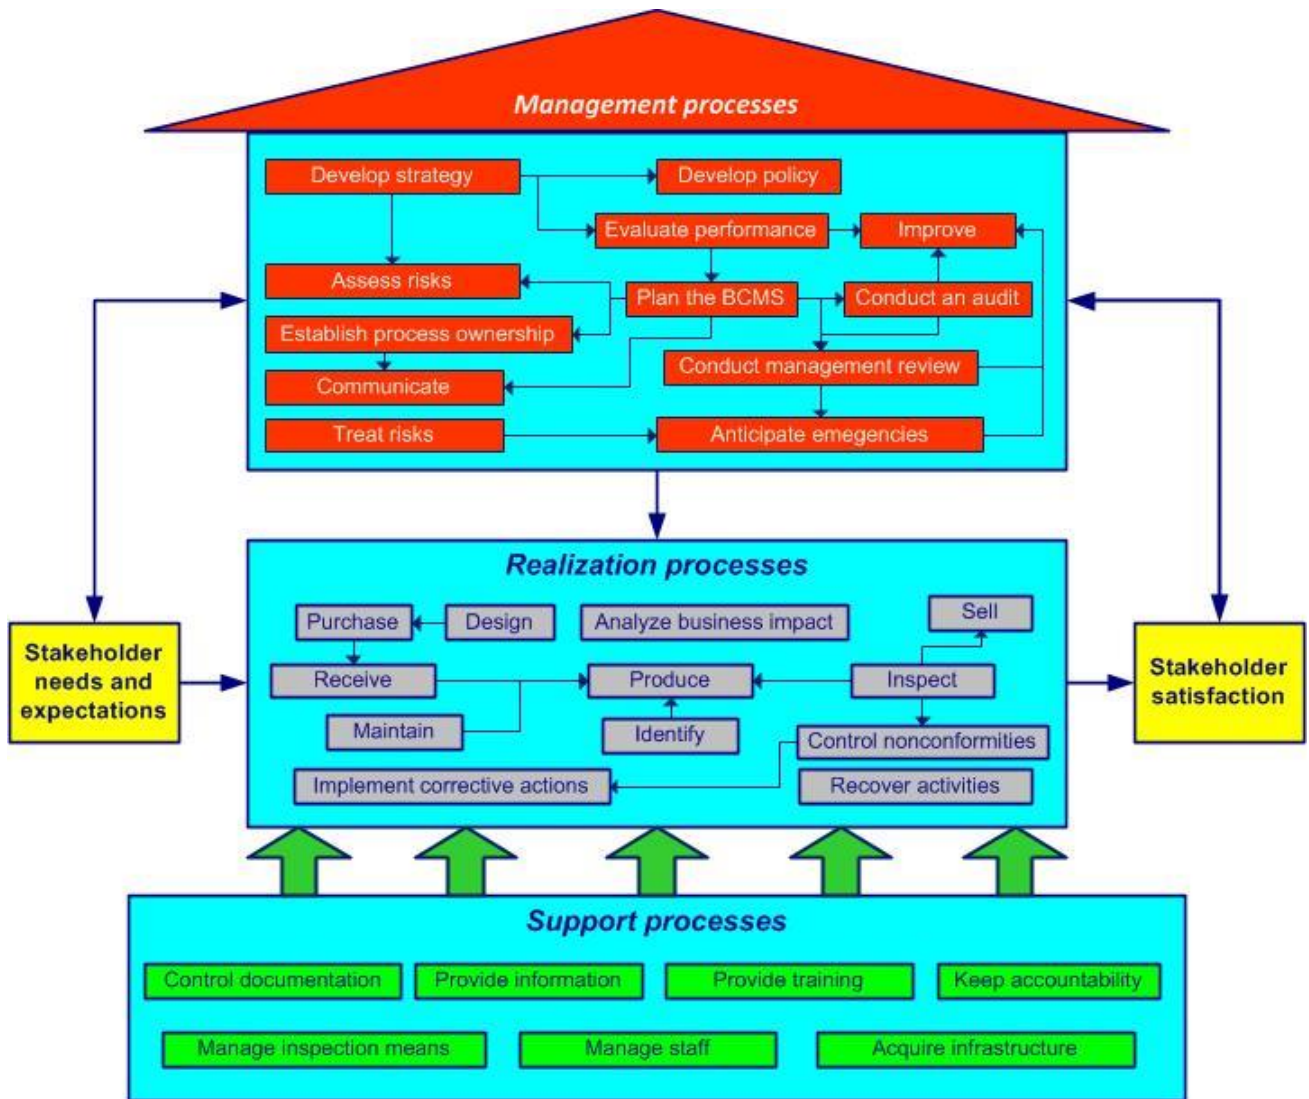 Management processes
Develop strategy
Develop policy
Evaluate performance
Improve
Assess risks
Plan the BCMS
Conduct an audit
Establish process ownership
Conduct management review
Communicate
Treat risks
Anticipate emegencies
Realization processes
Purchase
Design
Analyze business impact
Sell
Stakeholder
needs and
expectations
Receive
Produce
Inspect
Stakeholder
satisfaction
Maintain
Identify
Control nonconformities
Implement corrective actions
Recover activities
Support processes
Control documentation
Provide information
Provide training
Keep accountability
Manage inspection means
Manage staff
Acquire infrastructure